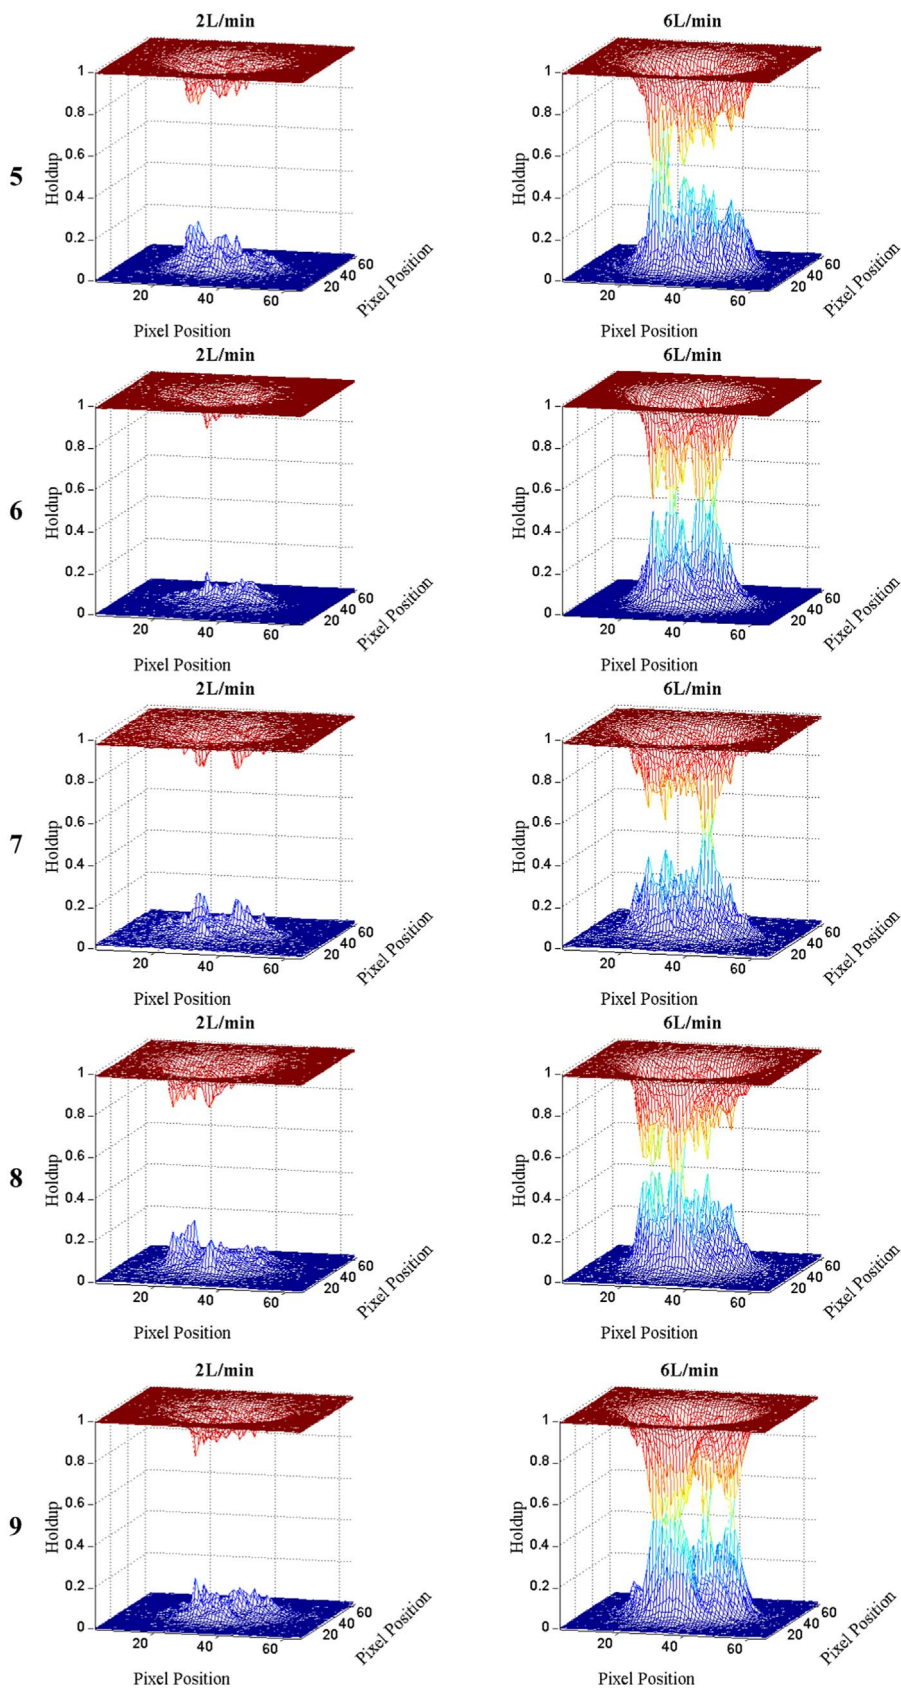 2L/min 6L/min
1 1
0.8 0.8
0.6 0.6
5 Holdup Holdup
0.4 0.4
0.2 0.2
0 0
20 40 60 20 40 60 Pixel Position 20 40 60 20 40 60 Pixel Position
Pixel Position Pixel Position
2L/min 6L/min
1 1
0.8 0.8
0.6 0.6
6 Holdup Holdup
0.4 0.4
0.2 0.2
0 0
20 40 60 20 40 60 Pixel Position 20 40 60 20 40 60 Pixel Position
Pixel Position Pixel Position
2L/min 6L/min
1 1
0.8 0.8
0.6 0.6
7 Holdup Holdup
0.4 0.4
0.2 0.2
0 0
20 40 60 20 40 60 Pixel Position 20 40 60 20 40 60 Pixel Position
Pixel Position Pixel Position
2L/min 6L/min
1 1
0.8 0.8
0.6 0.6
8 Holdup Holdup
0.4 0.4
0.2 0.2
0 0
20 40 60 20 40 60 Pixel Position 20 40 60 20 40 60 Pixel Position
Pixel Position Pixel Position
2L/min 6L/min
1 1
0.8 0.8
0.6 0.6
9 Holdup Holdup
0.4 0.4
0.2 0.2
0 0
20 40 60 20 40 60 Pixel Position 20 40 60 20 40 60 Pixel Position
Pixel Position Pixel Position